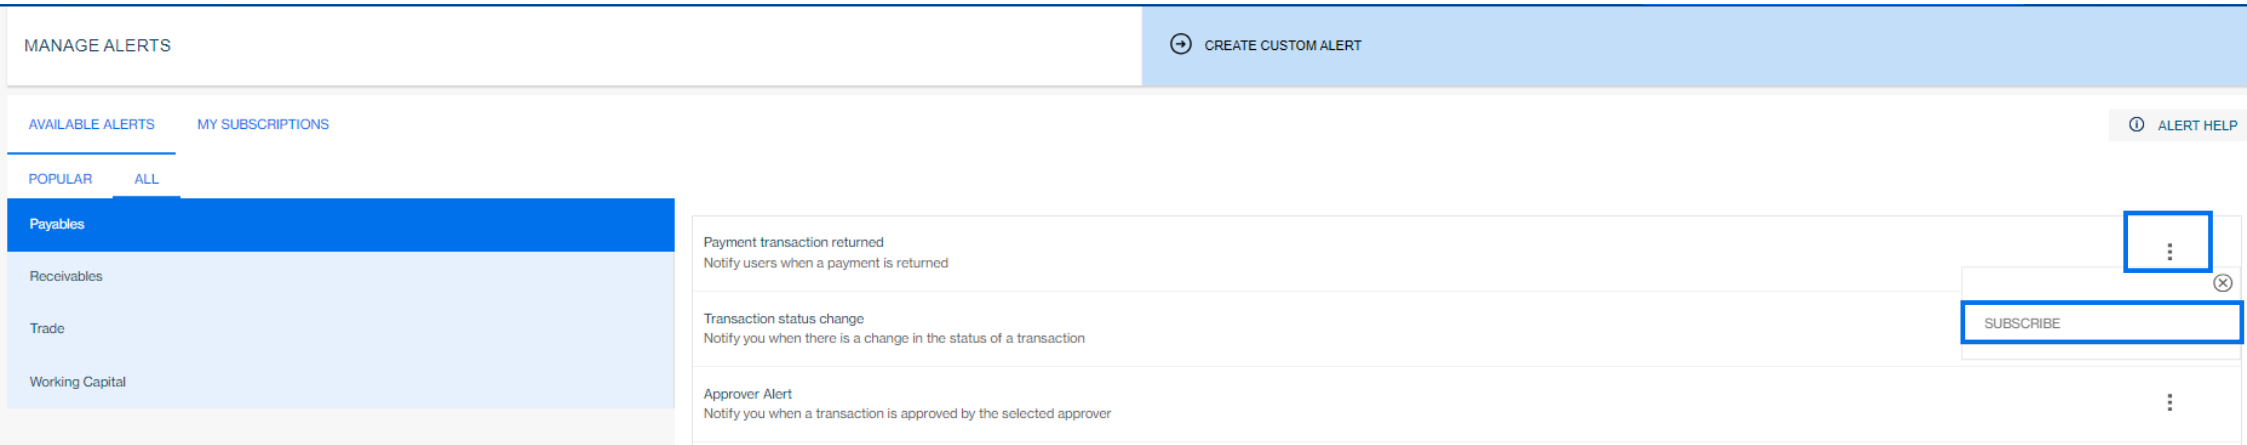 MANAGE ALERTS
CREATE CUSTOM ALERT
AVAILABLE ALERTS
MY SUBSCRIPTIONS
ALERT HELP
POPULAR
ALL
Payables
Receivables
Trade
Working Capital
Payment transaction returned
Notify users when a payment is returned
SUBSCRIBE
Transaction status change
Notify you when there is a change in the status of a transaction
Approver Alert
Notify you when a transaction is approved by the selected approver